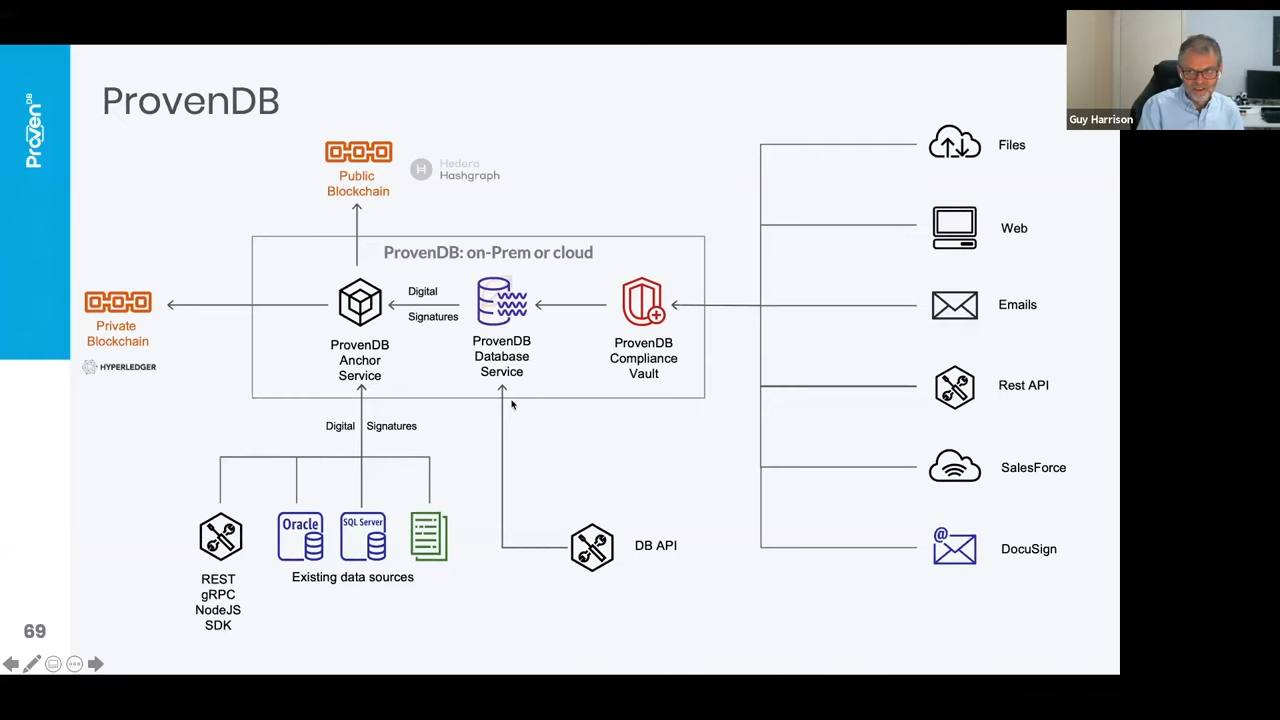 ProvenDB
ProvenDB
Guy Harrison
Public
Blockchain
Hedera
Hashgraph
ProvenDB: on-Prem or cloud
Private
Blockchain
HYPERLEDGER
Digital
Signatures
ProvenDB
Anchor
Service
ProvenDB
Database
Service
ProvenDB
Compliance
Vault
Files
Web
Emails
Rest API
SalesForce
@
DocuSign
Digital Signatures
Oracle
SQL Server
REST
gRPC
NodeJS
SDK
Existing data sources
DB API
69